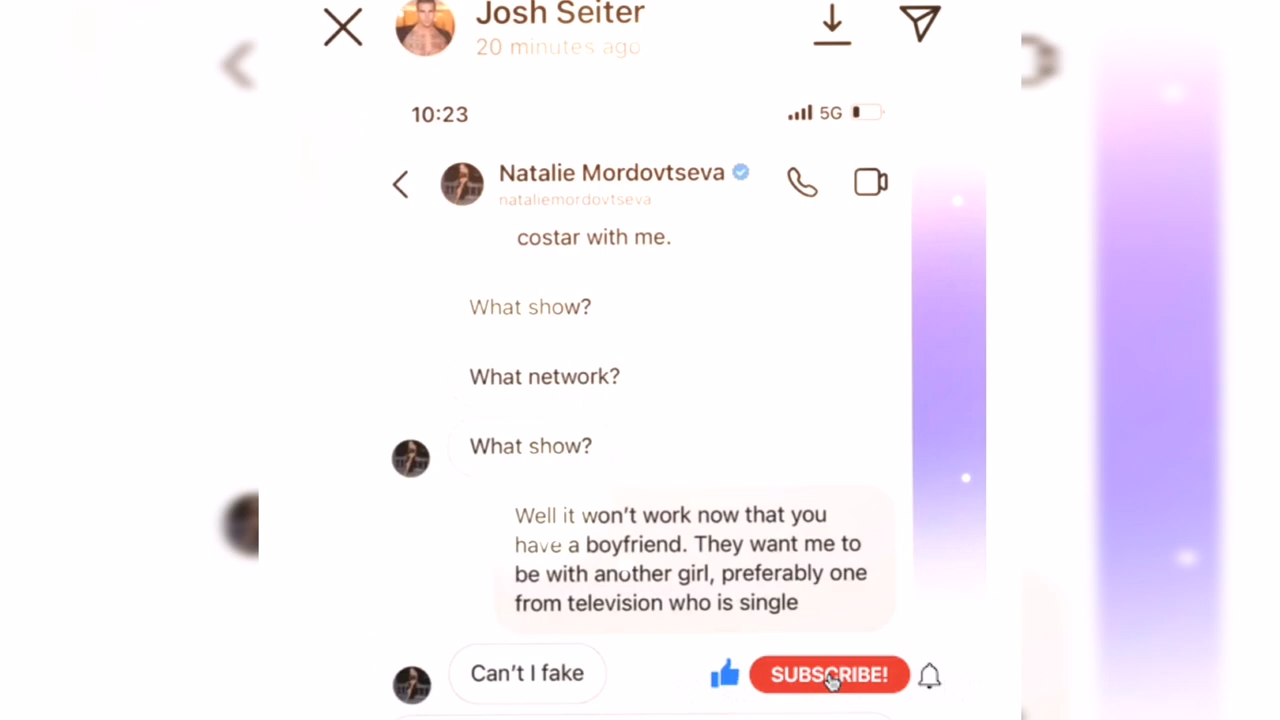 Josh Seiter
20 minutes ago
10:23
5G
Natalie Mordovtseva
nataliemordovtseva
costar with me.
What show?
What network?
What show?
Well it won't work now that you
have a boyfriend. They want me to
be with another girl, preferably one
from television who is single
Can't I fake
SUBSCRIBE!